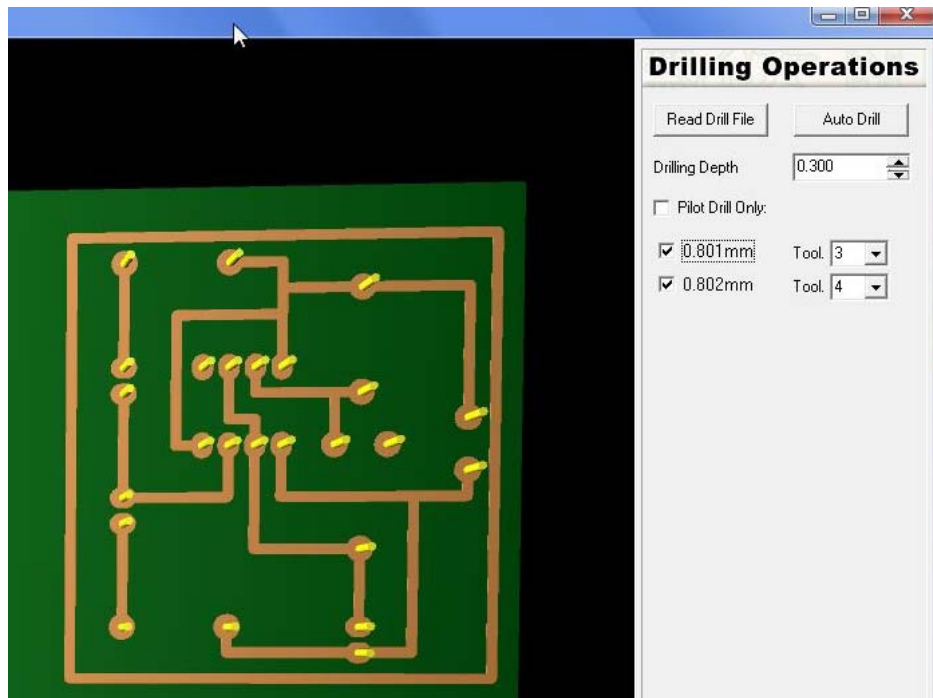 Drilling Operations
Read Drill File Auto Drill
Drilling Depth 0.300
Pilot Drill Only:
0.801mm Tool. 3
0.802mm Tool. 4